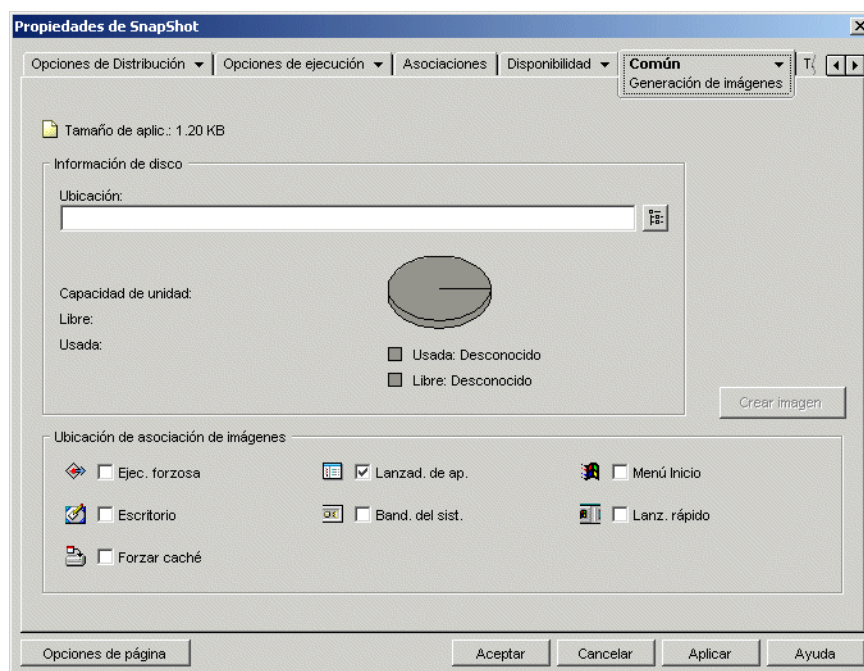 Propiedades de SnapShot
Opciones de Distribución
Opciones de ejecución
Asociaciones
Disponibilidad
Común
Generación de imágenes
Tamaño de aplic.: 1.20 KB
Información de disco
Ubicación:
Capacidad de unidad:
Libre:
Usada:
Usada: Desconocido
Libre: Desconocido
Crear imagen
Ubicación de asociación de imágenes
Ejec. forzosa
Lanzad. de ap.
Menú Inicio
Escritorio
Band. del sist.
Lanz. rápido
Forzar caché
Opciones de página
Aceptar
Cancelar
Aplicar
Ayuda